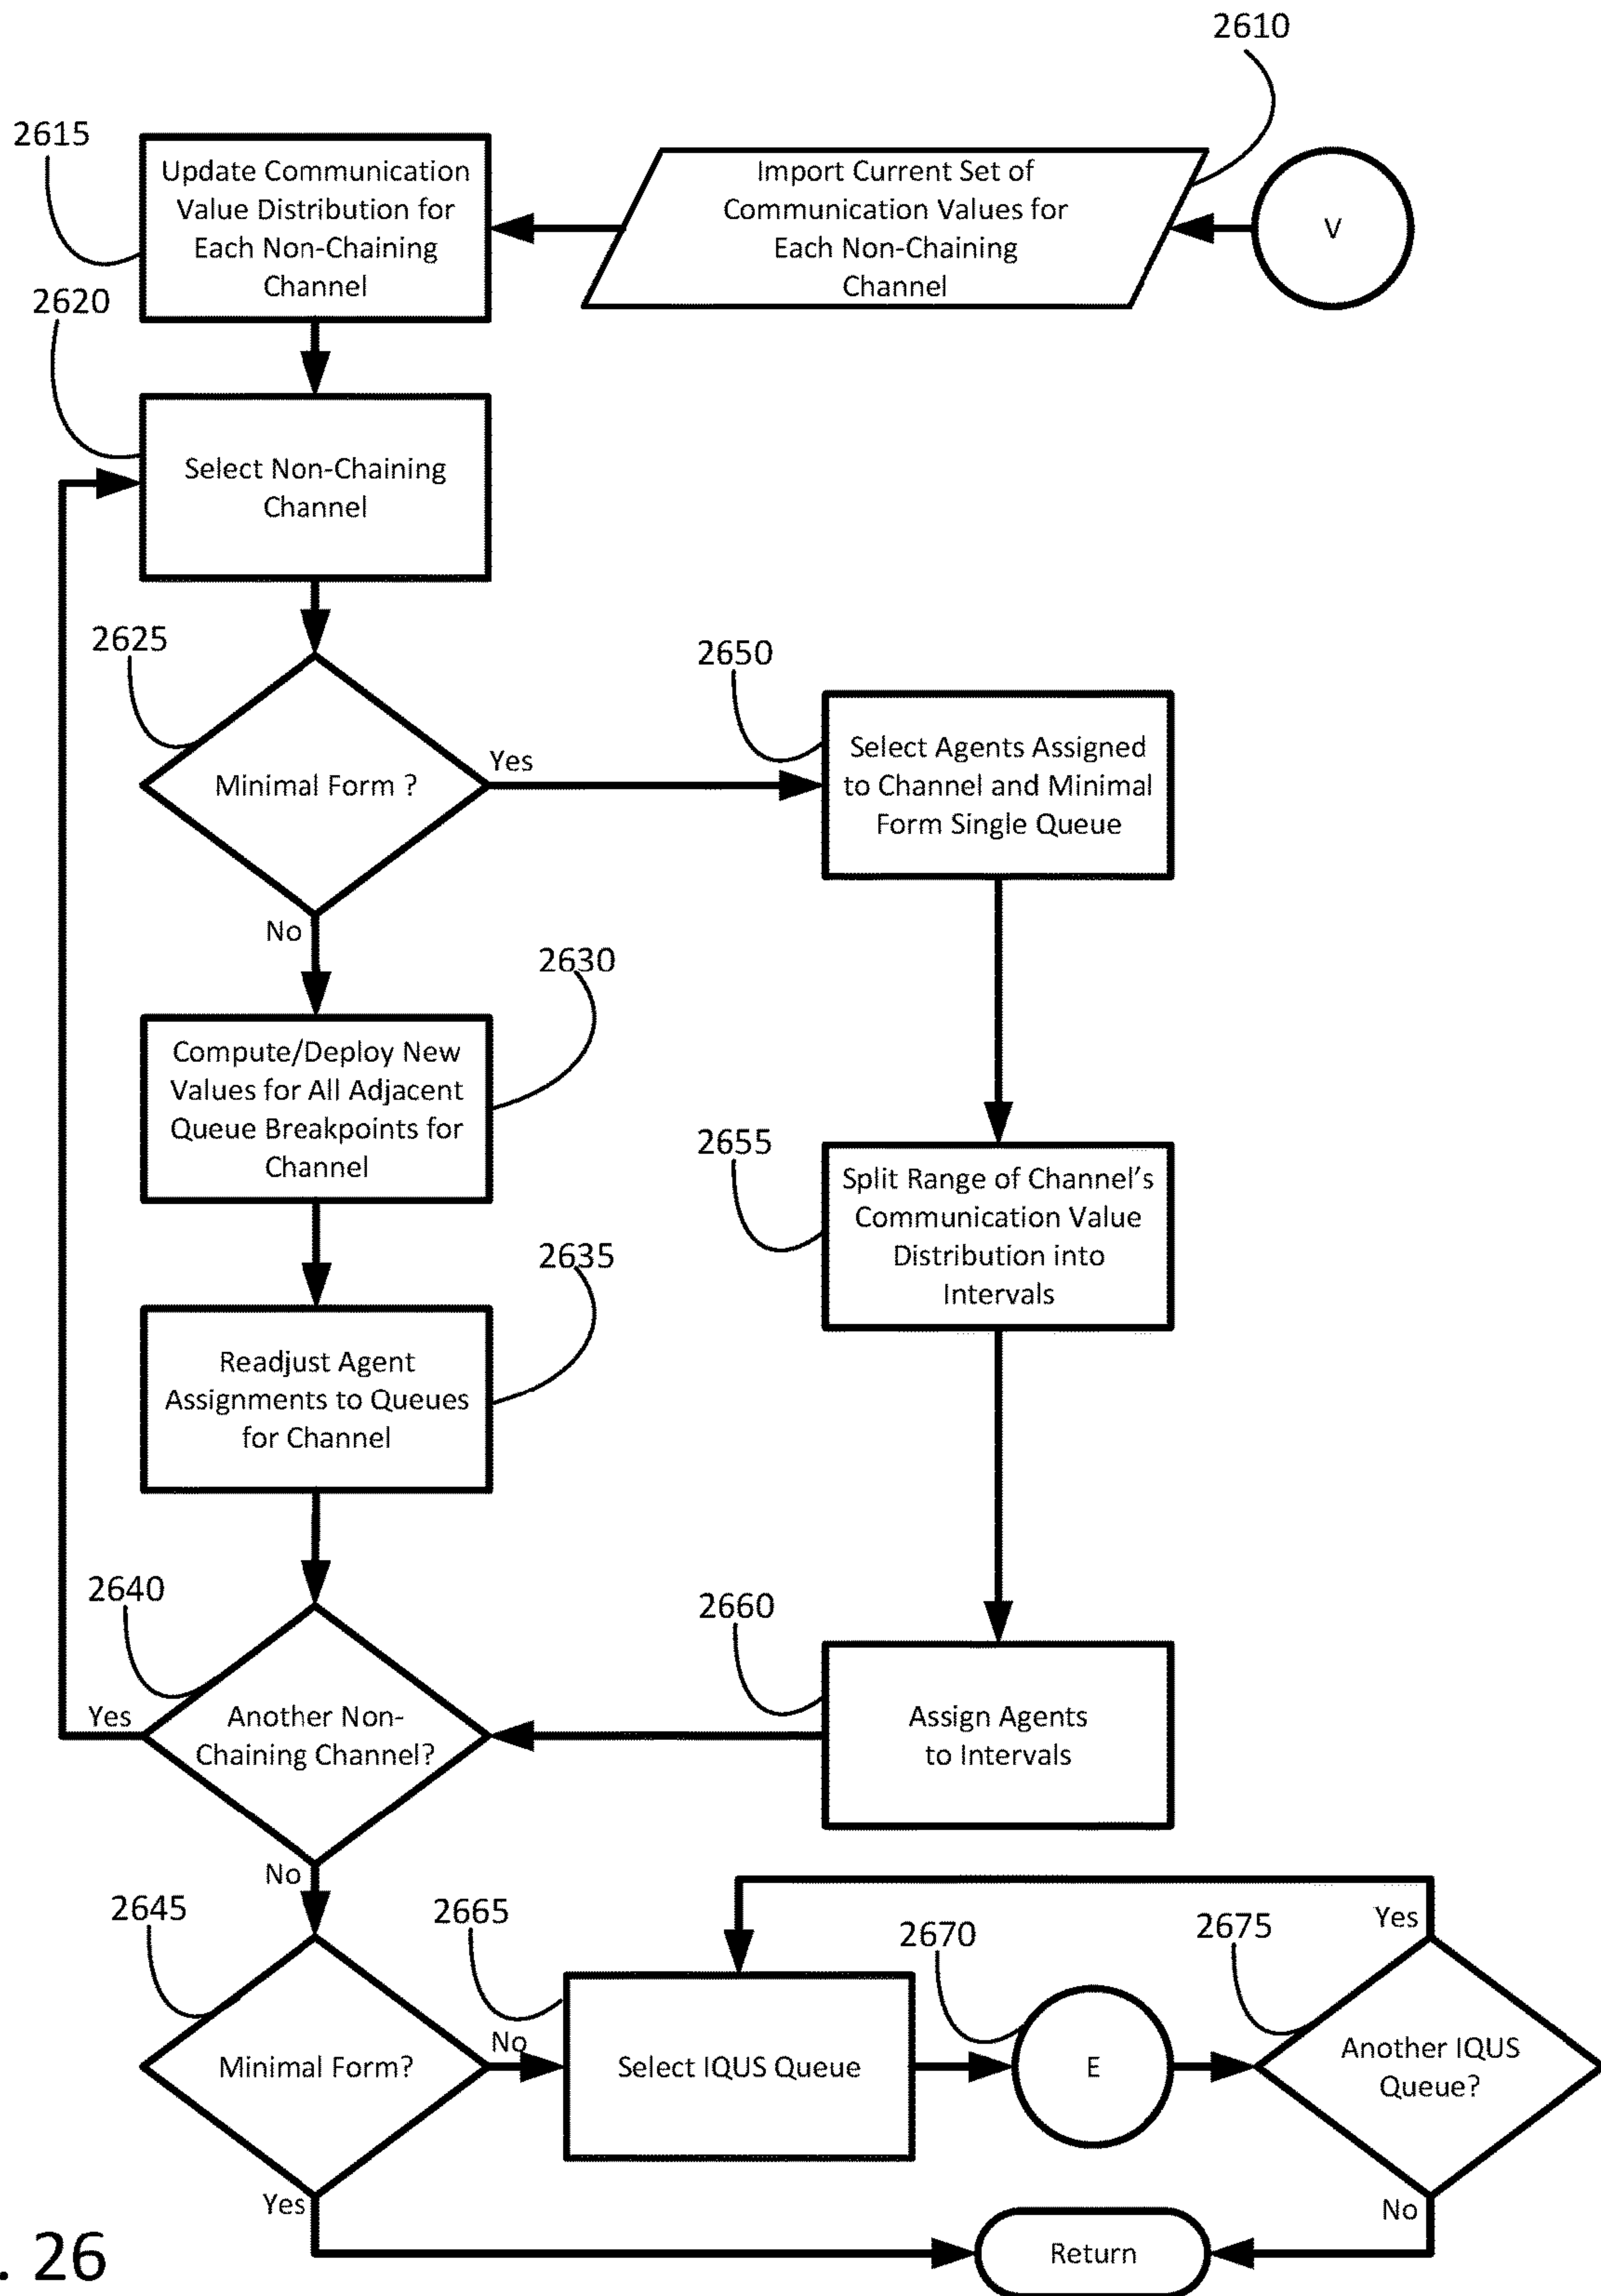 2610
2615
Update Communication
Value Distribution for
Each Non-Chaining
Channel
Import Current Set of
Communication Values for
Each Non-Chaining
Channel
V
2620
Select Non-Chaining
Channel
2625
Minimal Form ?
Yes
No
2650
Select Agents Assigned
to Channel and Minimal
Form Single Queue
2630
Compute/Deploy New
Values for All Adjacent
Queue Breakpoints for
Channel
2655
Split Range of Channel's
Communication Value
Distribution into
Intervals
2635
Readjust Agent
Assignments to Queues
for Channel
2640
Another Non-
Chaining Channel?
Yes
No
2660
Assign Agents
to Intervals
2645
Minimal Form?
No
Yes
2665
Select IQUS Queue
2670
E
2675
Another IQUS
Queue?
Yes
No
Return
. 26